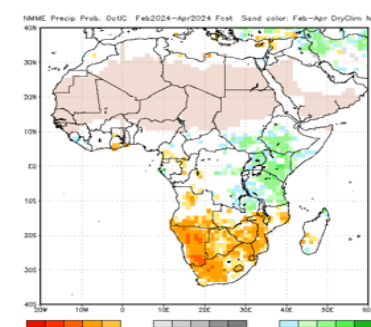 NMME Precip Prob. OctIC Feb2024-Apr2024 Fcst Sand color: Feb-Apr DryClim M
40N
30N
20N
10N
EQ
10S
20S
30S
40S
20W 10W 0 10E 20E 30E 40E 50E 60